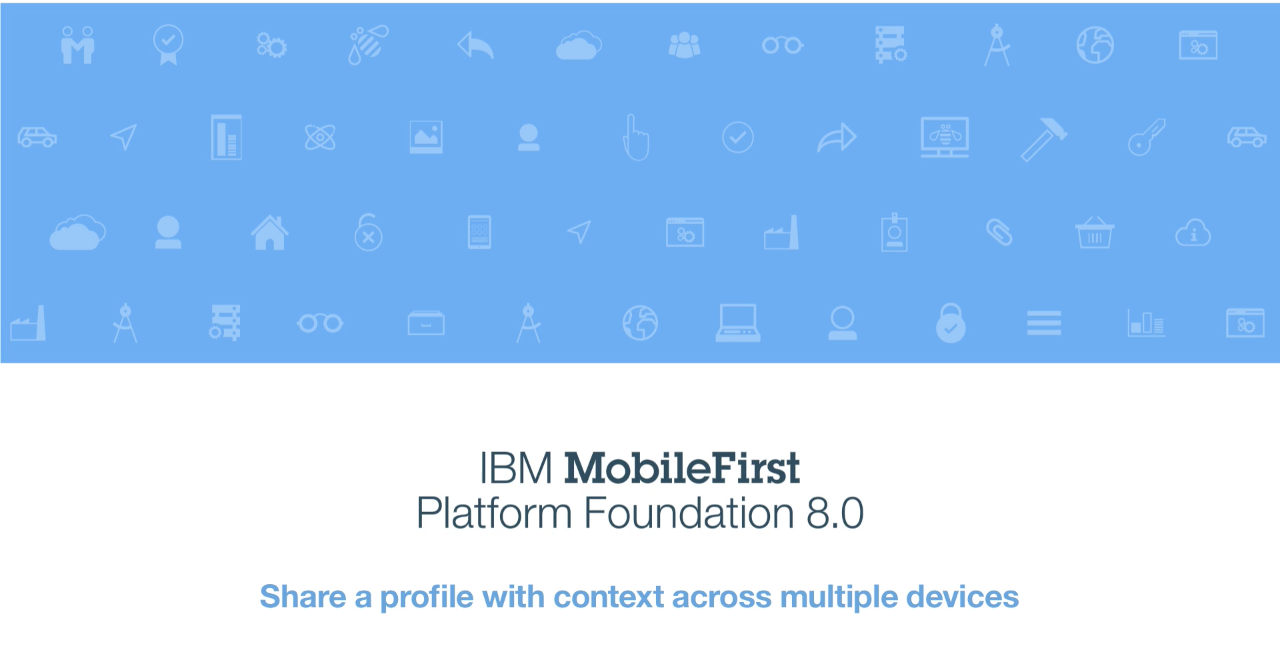 IBM MobileFirst
Platform Foundation 8.0
Share a profile with context across multiple devices